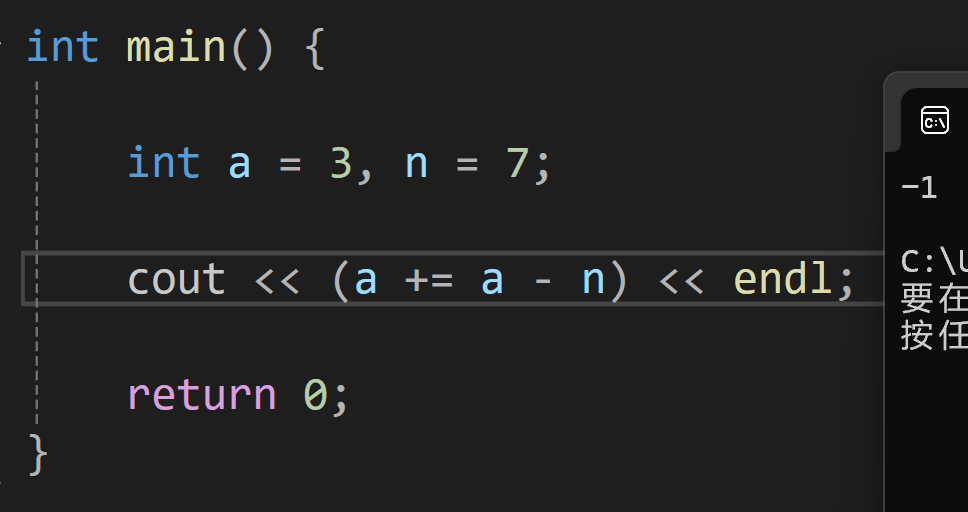 int main() {
int a = 3, n = 7;
cout << (a += a - n) << endl;
return 0;
}
C:\
-1
C:\
要在
按任